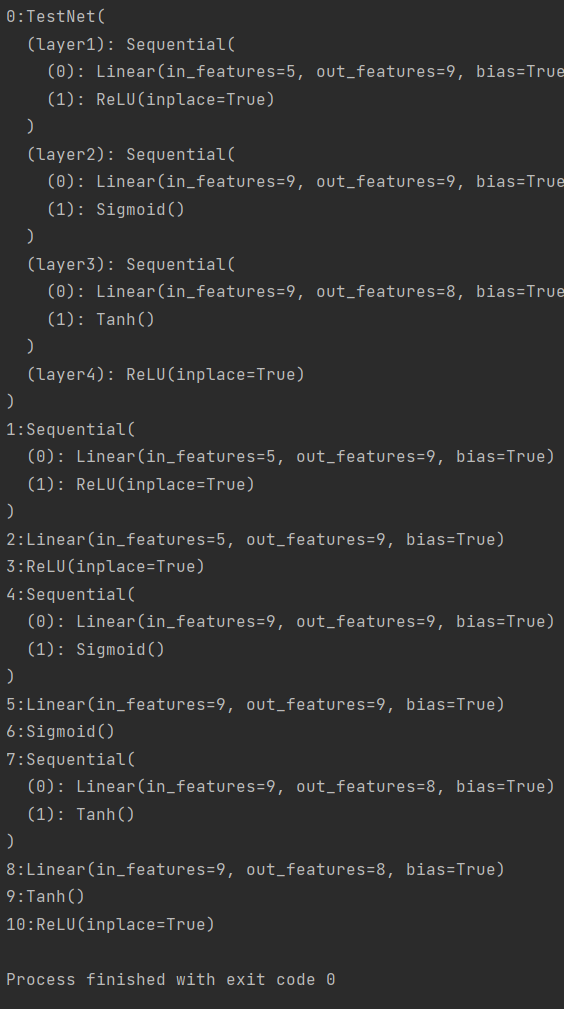 0:TestNet(
  (layer1): Sequential(
    (0): Linear(in_features=5, out_features=9, bias=True
    (1): ReLU(inplace=True)
  )
  (layer2): Sequential(
    (0): Linear(in_features=9, out_features=9, bias=True
    (1): Sigmoid()
  )
  (layer3): Sequential(
    (0): Linear(in_features=9, out_features=8, bias=True
    (1): Tanh()
  )
  (layer4): ReLU(inplace=True)
)
1:Sequential(
  (0): Linear(in_features=5, out_features=9, bias=True)
  (1): ReLU(inplace=True)
)
2:Linear(in_features=5, out_features=9, bias=True)
3:ReLU(inplace=True)
4:Sequential(
  (0): Linear(in_features=9, out_features=9, bias=True)
  (1): Sigmoid()
)
5:Linear(in_features=9, out_features=9, bias=True)
6:Sigmoid()
7:Sequential(
  (0): Linear(in_features=9, out_features=8, bias=True)
  (1): Tanh()
)
8:Linear(in_features=9, out_features=8, bias=True)
9:Tanh()
10:ReLU(inplace=True)

Process finished with exit code 0